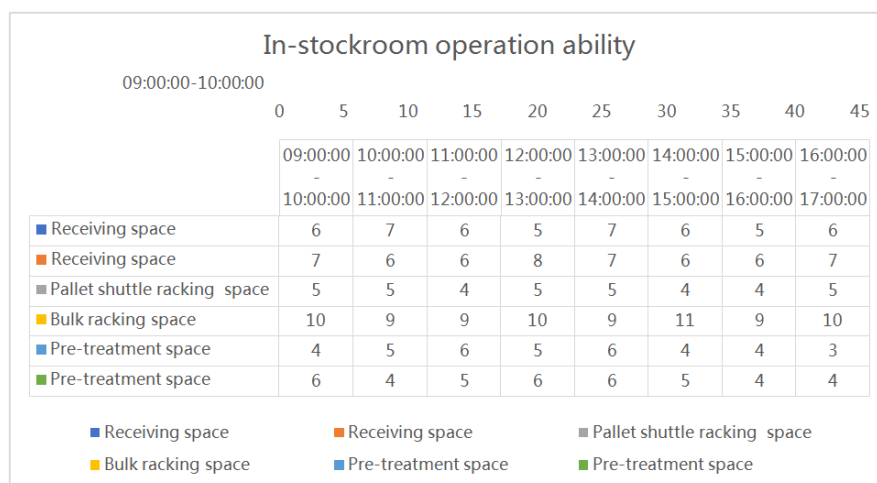 In-stockroom operation ability
09:00:00-10:00:00
0 5 10 15 20 25 30 35 40 45
09:00:00 10:00:00 11:00:00 12:00:00 13:00:00 14:00:00 15:00:00 16:00:00
- - - - - - - -
10:00:00 11:00:00 12:00:00 13:00:00 14:00:00 15:00:00 16:00:00 17:00:00
Receiving space 6 7 6 5 7 6 5 6
Receiving space 7 6 6 8 7 6 6 7
Pallet shuttle racking space 5 5 4 5 5 4 4 5
Bulk racking space 10 9 9 10 9 11 9 10
Pre-treatment space 4 5 6 5 6 4 4 3
Pre-treatment space 6 4 5 6 6 5 4 4
Receiving space Receiving space Pallet shuttle racking space
Bulk racking space Pre-treatment space Pre-treatment space